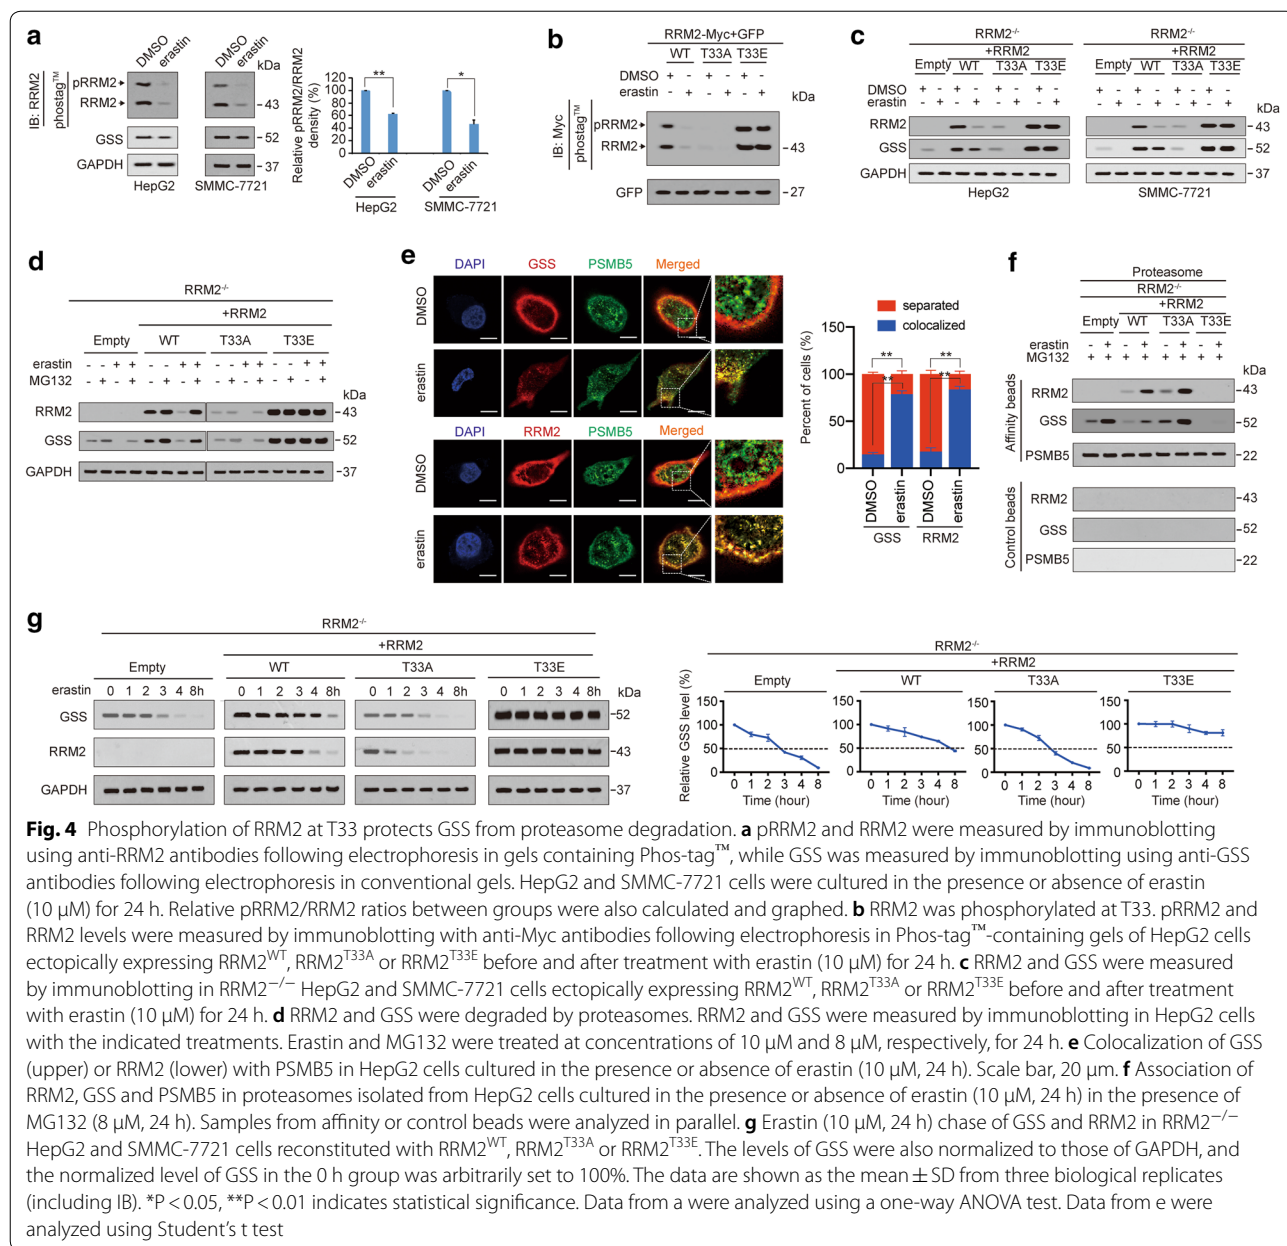 a
DMSO
erastin
DMSO
erastin
kDa
IB: RRM2
phostag™
pRRM2
RRM2
-43
GSS
-52
GAPDH
-37
HepG2
SMMC-7721
Relative pRRM2/RRM2
density (%)
120
100
80
60
40
20
0
**
*
DMSO
erastin
DMSO
erastin
HepG2
SMMC-7721
b
RRM2-Myc+GFP
WT T33A T33E
DMSO + - + - + -
erastin - + - + - +
kDa
IB: Myc
phostag™
pRRM2
RRM2
-43
GFP
-27
c
RRM2-/-
+RRM2
Empty WT T33A T33E
RRM2-/-
+RRM2
Empty WT T33A T33E
DMSO + - + - + - + - + - + - + - + -
erastin - + - + - + - + - + - + - + - +
kDa
RRM2
-43
GSS
-52
GAPDH
-37
HepG2
SMMC-7721
d
RRM2-/-
+RRM2
Empty WT T33A T33E
erastin - - + + - - + + - - + + - - + +
MG132 - + - + - + - + - + - + - + - +
kDa
RRM2
-43
GSS
-52
GAPDH
-37
e
DAPI GSS PSMB5 Merged
DMSO
erastin
DAPI RRM2 PSMB5 Merged
DMSO
erastin
separated
colocalized
Percent of cells (%)
150
100
50
0
**
**
**
**
DMSO
erastin
DMSO
erastin
GSS RRM2
f
Proteasome
RRM2-/-
+RRM2
Empty WT T33A T33E
erastin - + - + - + - +
MG132 + + + + + + + +
kDa
Affinity beads
RRM2
-43
GSS
-52
PSMB5
-22
Control beads
RRM2
-43
GSS
-52
PSMB5
-22
g
RRM2-/-
+RRM2
Empty WT T33A T33E
erastin 0 1 2 3 4 8h 0 1 2 3 4 8h 0 1 2 3 4 8h 0 1 2 3 4 8h
kDa
GSS
-52
RRM2
-43
GAPDH
-37
RRM2-/-
+RRM2
Empty WT T33A T33E
Relative GSS level (%)
150
100
50
0
0 1 2 3 4 8
Time (hour)
150
100
50
0
0 1 2 3 4 8
Time (hour)
150
100
50
0
0 1 2 3 4 8
Time (hour)
150
100
50
0
0 1 2 3 4 8
Time (hour)
Fig. 4 Phosphorylation of RRM2 at T33 protects GSS from proteasome degradation. a pRRM2 and RRM2 were measured by immunoblotting
using anti-RRM2 antibodies following electrophoresis in gels containing Phos-tag™, while GSS was measured by immunoblotting using anti-GSS
antibodies following electrophoresis in conventional gels. HepG2 and SMMC-7721 cells were cultured in the presence or absence of erastin
(10 μM) for 24 h. Relative pRRM2/RRM2 ratios between groups were also calculated and graphed. b RRM2 was phosphorylated at T33. pRRM2 and
RRM2 levels were measured by immunoblotting with anti-Myc antibodies following electrophoresis in Phos-tag™-containing gels of HepG2 cells
ectopically expressing RRM2WT, RRM2T33A or RRM2T33E before and after treatment with erastin (10 μM) for 24 h. c RRM2 and GSS were measured
by immunoblotting in RRM2−/− HepG2 and SMMC-7721 cells ectopically expressing RRM2WT, RRM2T33A or RRM2T33E before and after treatment
with erastin (10 μM) for 24 h. d RRM2 and GSS were degraded by proteasomes. RRM2 and GSS were measured by immunoblotting in HepG2 cells
with the indicated treatments. Erastin and MG132 were treated at concentrations of 10 μM and 8 μM, respectively, for 24 h. e Colocalization of GSS
(upper) or RRM2 (lower) with PSMB5 in HepG2 cells cultured in the presence or absence of erastin (10 μM, 24 h). Scale bar, 20 μm. f Association of
RRM2, GSS and PSMB5 in proteasomes isolated from HepG2 cells cultured in the presence or absence of erastin (10 μM, 24 h) in the presence of
MG132 (8 μM, 24 h). Samples from affinity or control beads were analyzed in parallel. g Erastin (10 μM, 24 h) chase of GSS and RRM2 in RRM2−/−
HepG2 and SMMC-7721 cells reconstituted with RRM2WT, RRM2T33A or RRM2T33E. The levels of GSS were also normalized to those of GAPDH, and
the normalized level of GSS in the 0 h group was arbitrarily set to 100%. The data are shown as the mean ± SD from three biological replicates
(including IB). *P < 0.05, **P < 0.01 indicates statistical significance. Data from a were analyzed using a one-way ANOVA test. Data from e were
analyzed using Student's t test